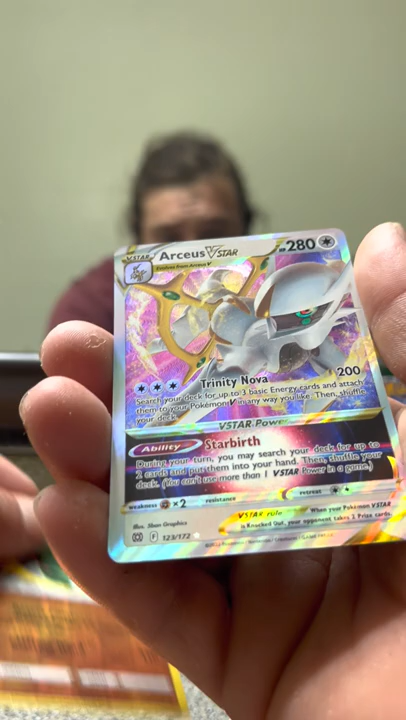 VSTAR Arceus VSTAR HP 280
Evolves from Arceus V
Trinity Nova 200
Search your deck for up to 3 basic Energy cards and attach
them to your Pokémon V in any way you like. Then, shuffle
your deck.
VSTAR Power
Ability Starbirth
During your turn, you may search your deck for up to
2 cards and put them into your hand. Then, shuffle your
deck. (You can't use more than 1 VSTAR Power in a game.)
weakness ×2 resistance retreat
VSTAR rule When your Pokémon VSTAR
is Knocked Out, your opponent takes 2 Prize cards.
Illus. 5ban Graphics
F 123/172